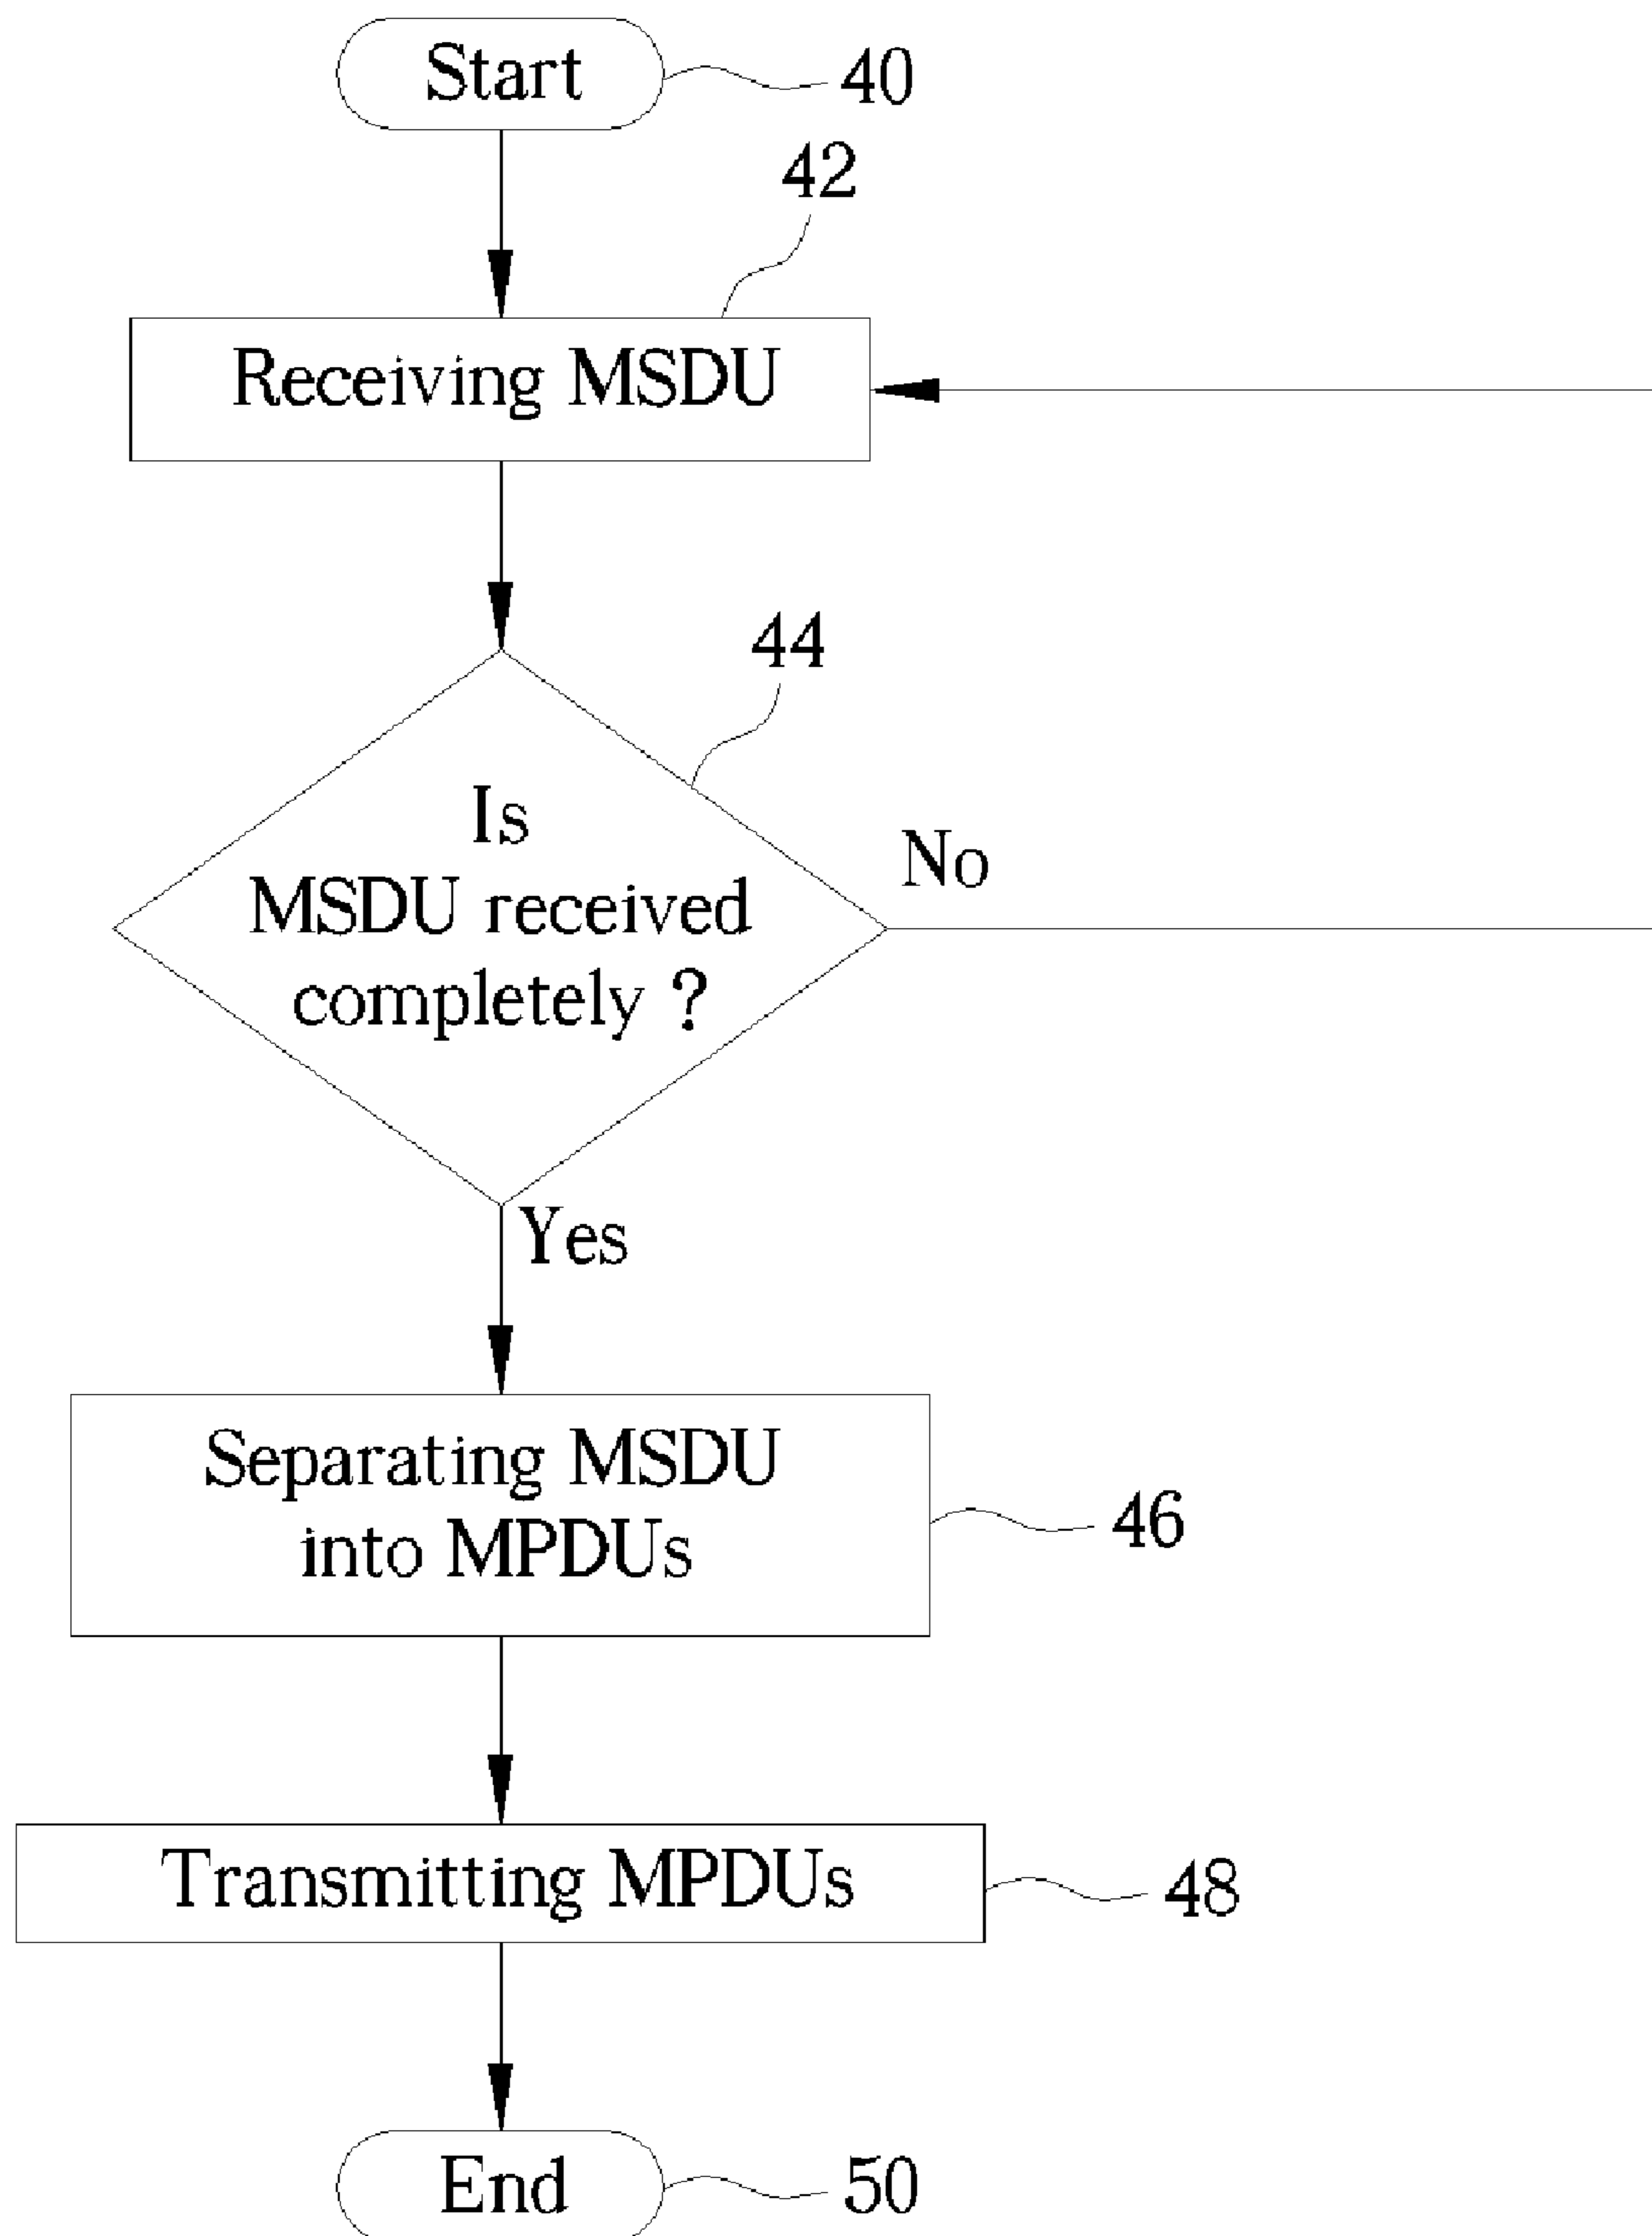 Start
40
42
Receiving MSDU
44
Is
MSDU received
completely ?
No
Yes
Separating MSDU
into MPDUs
46
Transmitting MPDUs
48
End
50